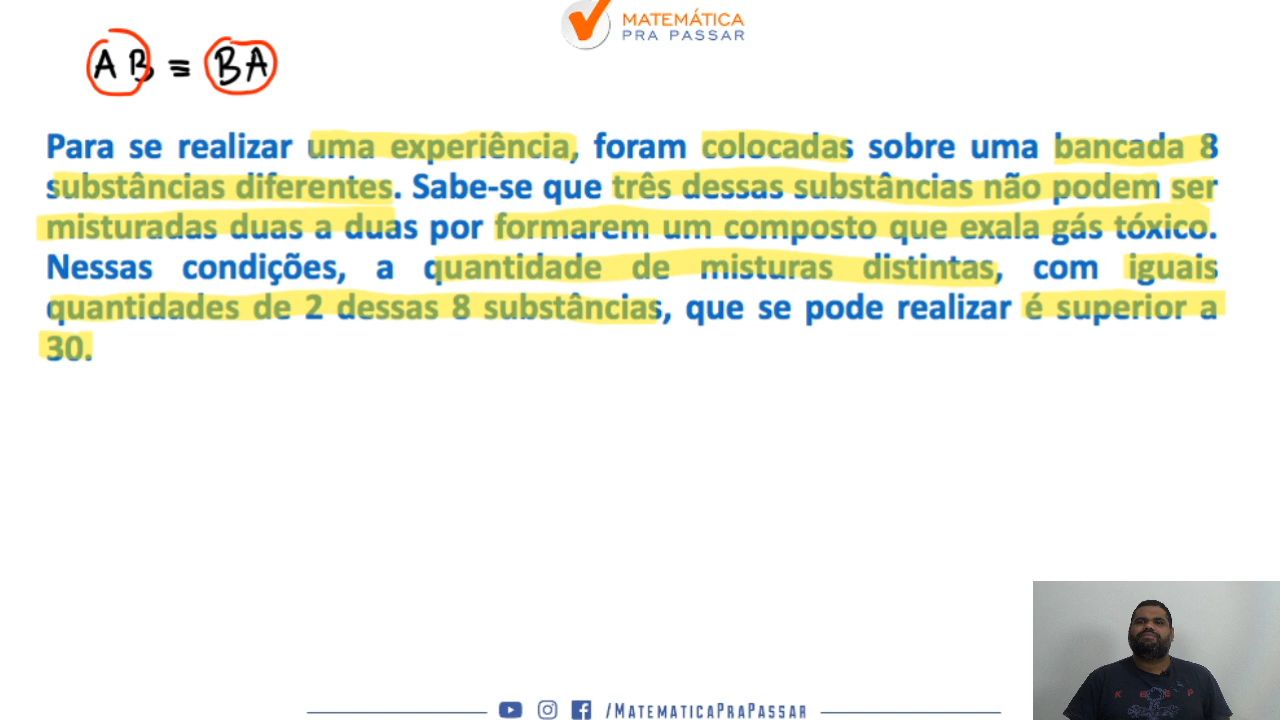 MATEMÁTICA
PRA PASSAR
A B ≡ BA
Para se realizar uma experiência, foram colocadas sobre uma bancada 8
substâncias diferentes. Sabe-se que três dessas substâncias não podem ser
misturadas duas a duas por formarem um composto que exala gás tóxico.
Nessas condições, a quantidade de misturas distintas, com iguais
quantidades de 2 dessas 8 substâncias, que se pode realizar é superior a
30.
/MATEMATICAPRAPASSAR